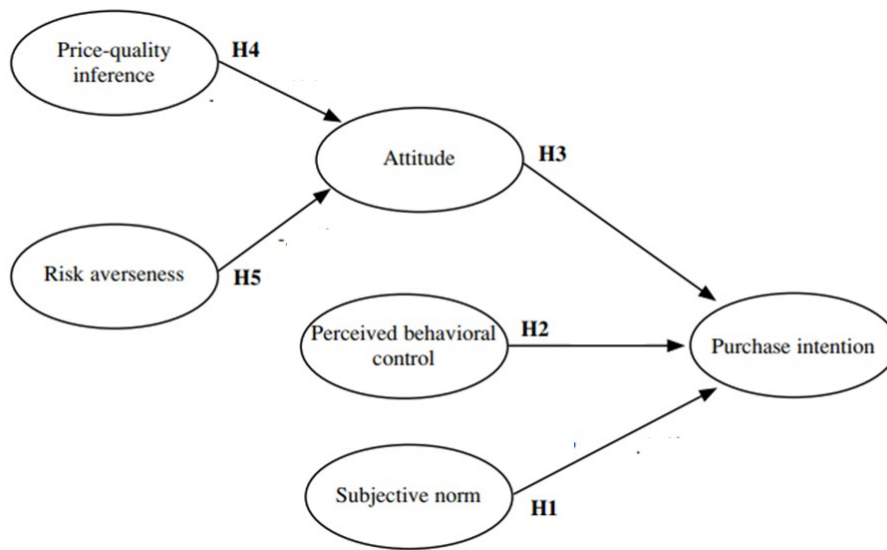 Price-quality
inference
H4
Attitude
H3
Risk averseness
H5
Perceived behavioral
control
H2
Purchase intention
Subjective norm
H1